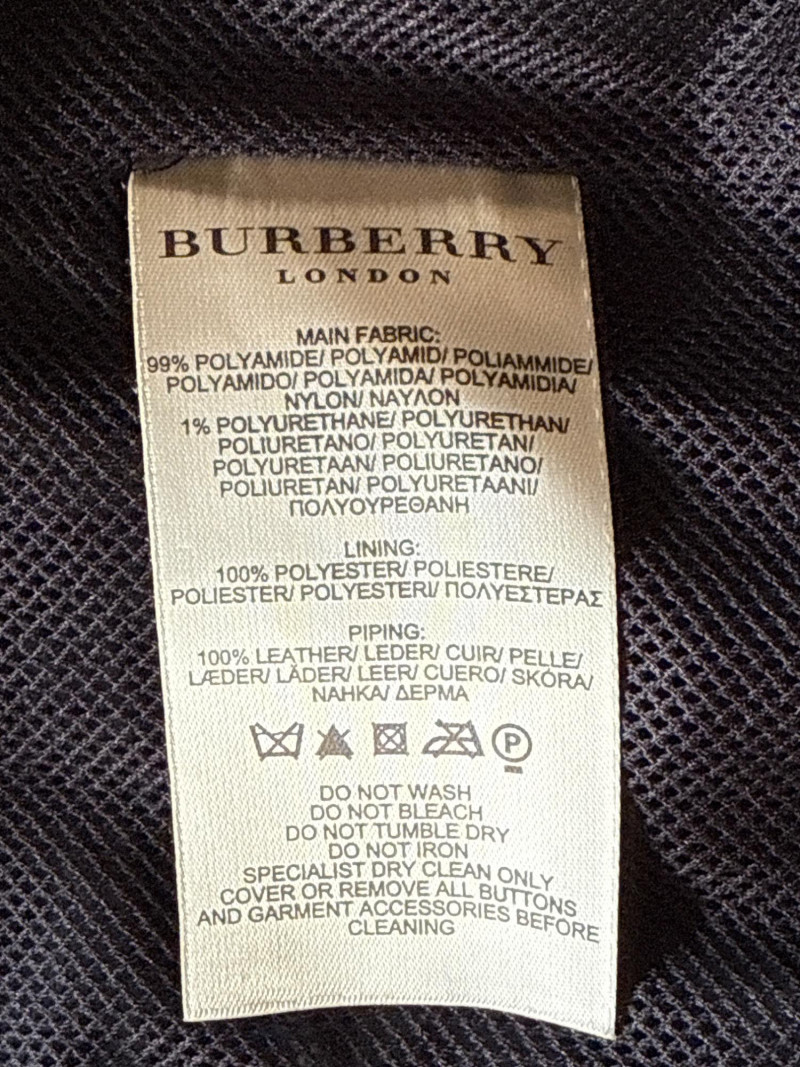 BURBERRY
LONDON
MAIN FABRIC:
99% POLYAMIDE/ POLYAMID/ POLIAMMIDE/
POLYAMIDO/ POLYAMIDA/ POLYAMIDIA/
NYLON/ ΝΑΥΛΟΝ
1% POLYURETHANE/ POLYURETHAN/
POLIURETANO/ POLYURETAN/
POLYURETAAN/ POLIURETANO/
POLIURETAN/ POLYURETAANI/
ΠΟΛΥΟΥΡΕΘΑΝΗ
LINING:
100% POLYESTER/ POLIESTERE/
POLIESTER/ POLYESTERI/ ΠΟΛΥΕΣΤΕΡΑΣ
PIPING:
100% LEATHER/ LEDER/ CUIR/ PELLE/
LÆDER/ LÄDER/ LEER/ CUERO/ SKÓRA/
NAHKA/ ΔΕΡΜΑ
P
DO NOT WASH
DO NOT BLEACH
DO NOT TUMBLE DRY
DO NOT IRON
SPECIALIST DRY CLEAN ONLY
COVER OR REMOVE ALL BUTTONS
AND GARMENT ACCESSORIES BEFORE
CLEANING